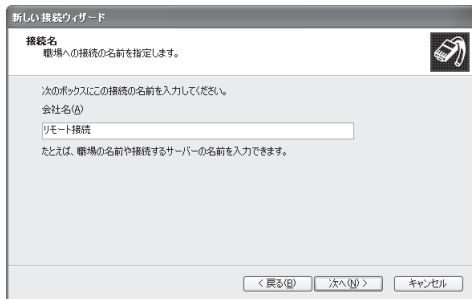 新しい接続ウィザード
接続名
職場への接続の名前を指定します。
次のボックスにこの接続の名前を入力してください。
会社名(A)
リモート接続
たとえば、職場の名前や接続するサーバーの名前を入力できます。
< 戻る(B)
次へ(N) >
キャンセル